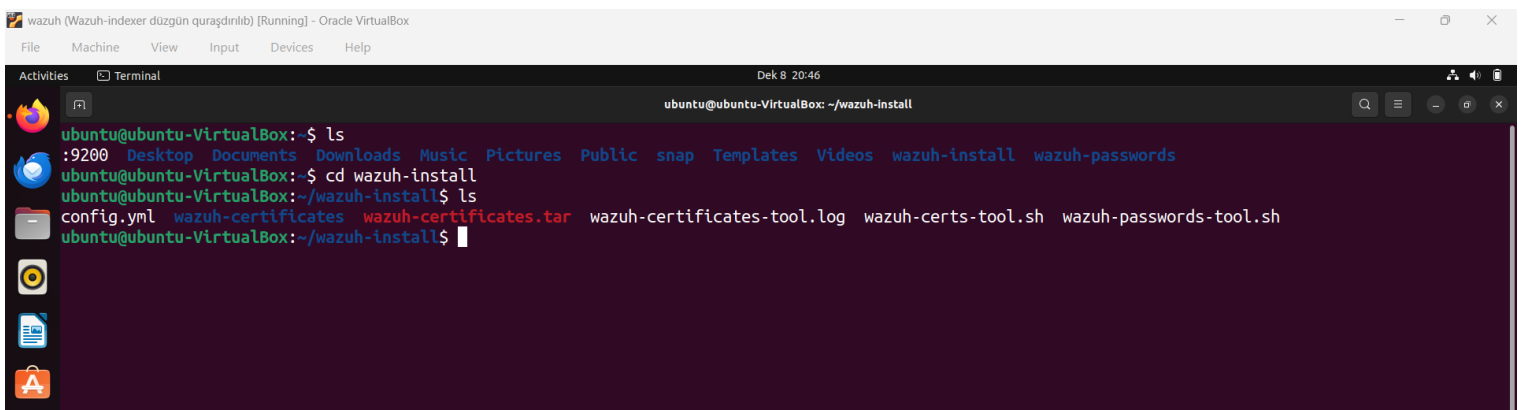 wazuh (Wazuh-indexer düzgün quraşdırılıb) [Running] - Oracle VirtualBox
File Machine View Input Devices Help
Activities Terminal Dek 8 20:46
ubuntu@ubuntu-VirtualBox: ~/wazuh-install
ubuntu@ubuntu-VirtualBox:~$ ls
:9200 Desktop Documents Downloads Music Pictures Public snap Templates Videos wazuh-install wazuh-passwords
ubuntu@ubuntu-VirtualBox:~$ cd wazuh-install
ubuntu@ubuntu-VirtualBox:~/wazuh-install$ ls
config.yml wazuh-certificates wazuh-certificates.tar wazuh-certificates-tool.log wazuh-certs-tool.sh wazuh-passwords-tool.sh
ubuntu@ubuntu-VirtualBox:~/wazuh-install$